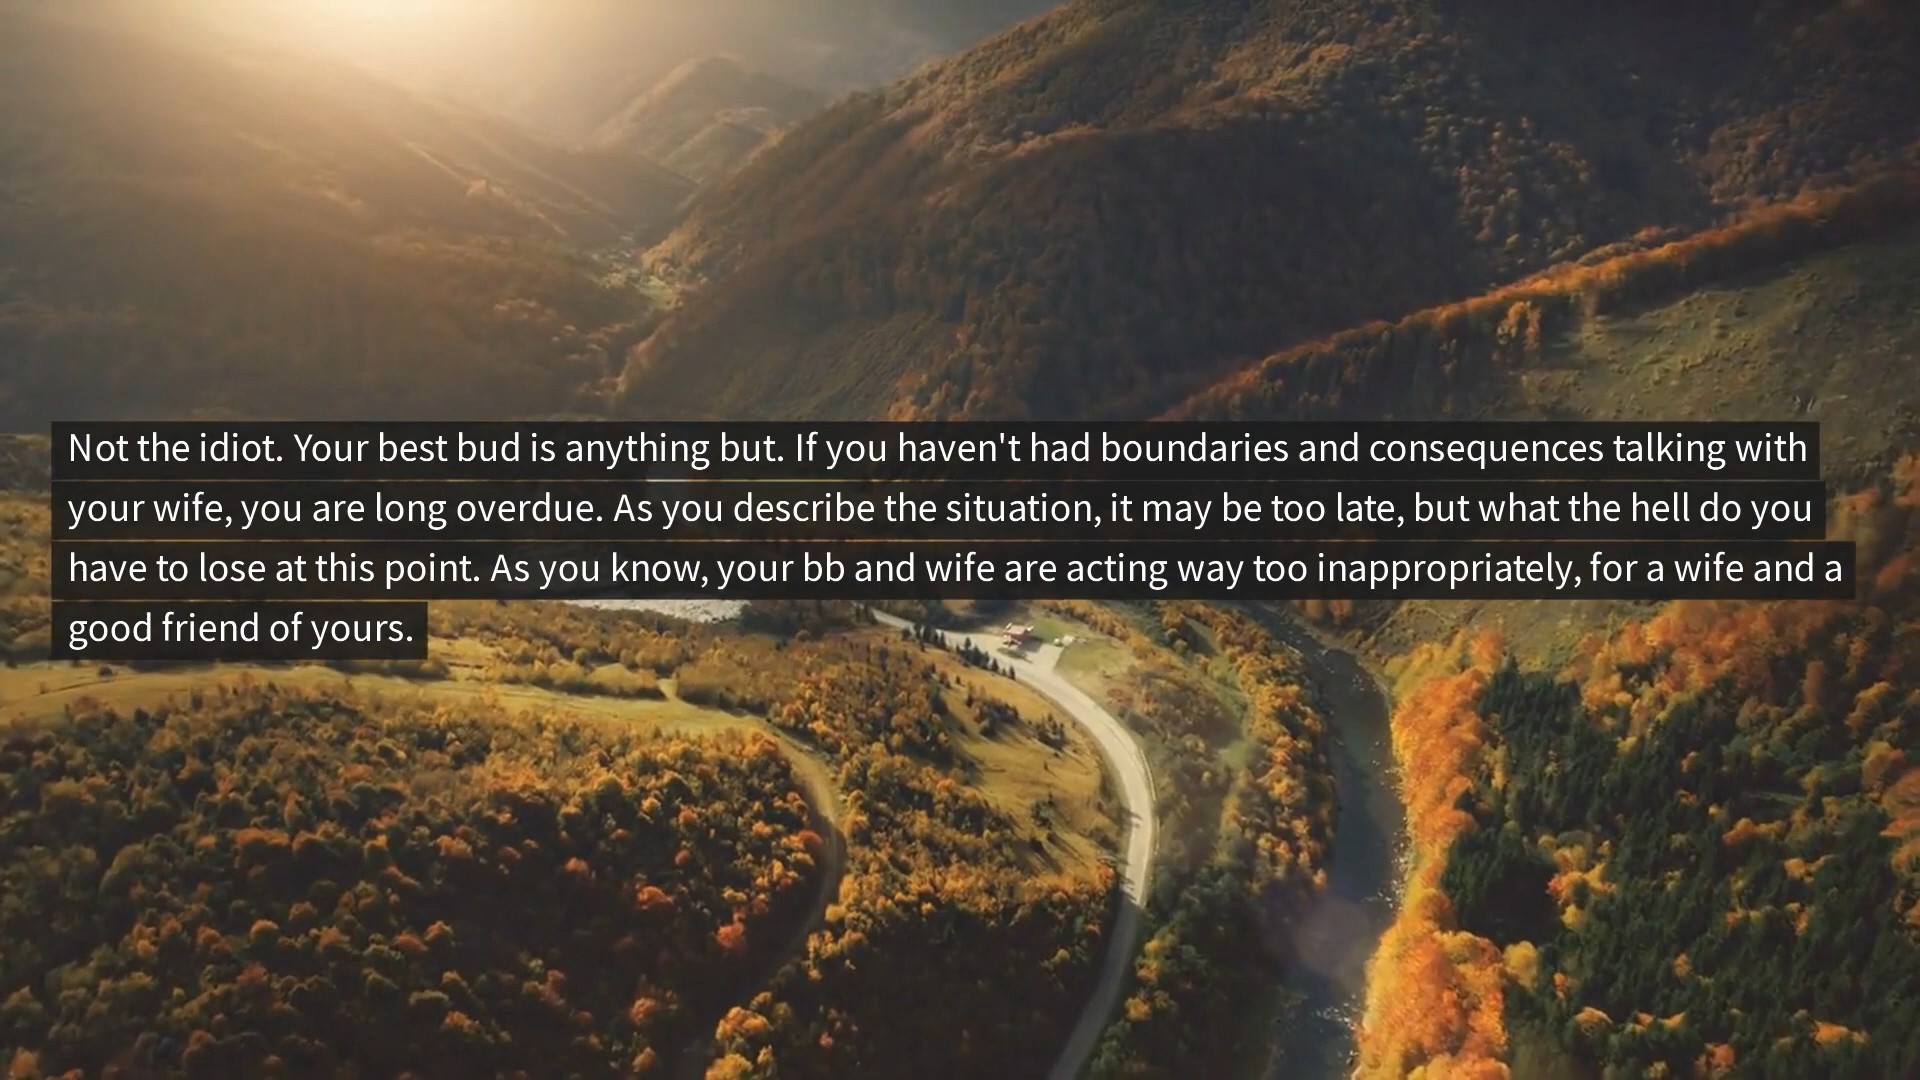 Not the idiot. Your best bud is anything but. If you haven't had boundaries and consequences talking with
your wife, you are long overdue. As you describe the situation, it may be too late, but what the hell do you
have to lose at this point. As you know, your bb and wife are acting way too inappropriately, for a wife and a
good friend of yours.